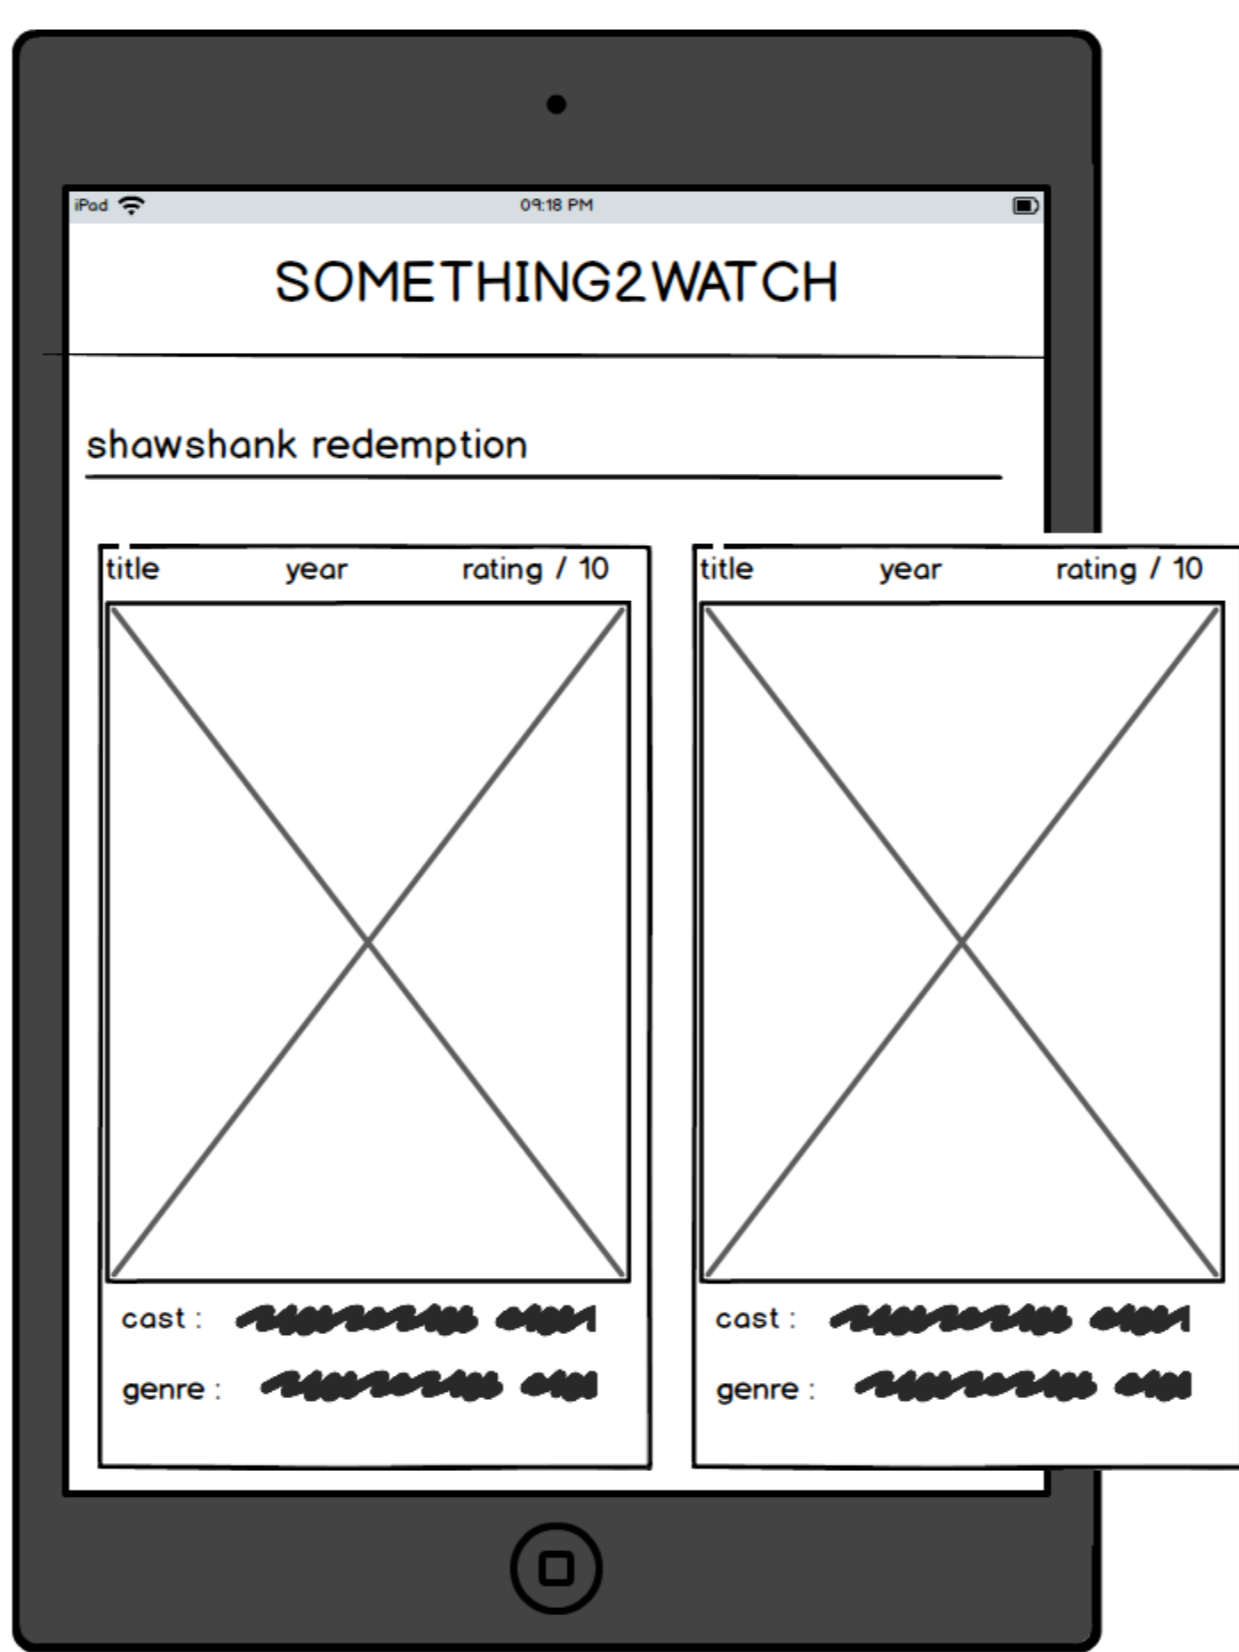 iPad 09:18 PM
SOMETHING2WATCH
shawshank redemption
title year rating / 10
cast :
genre :
title year rating / 10
cast :
genre :